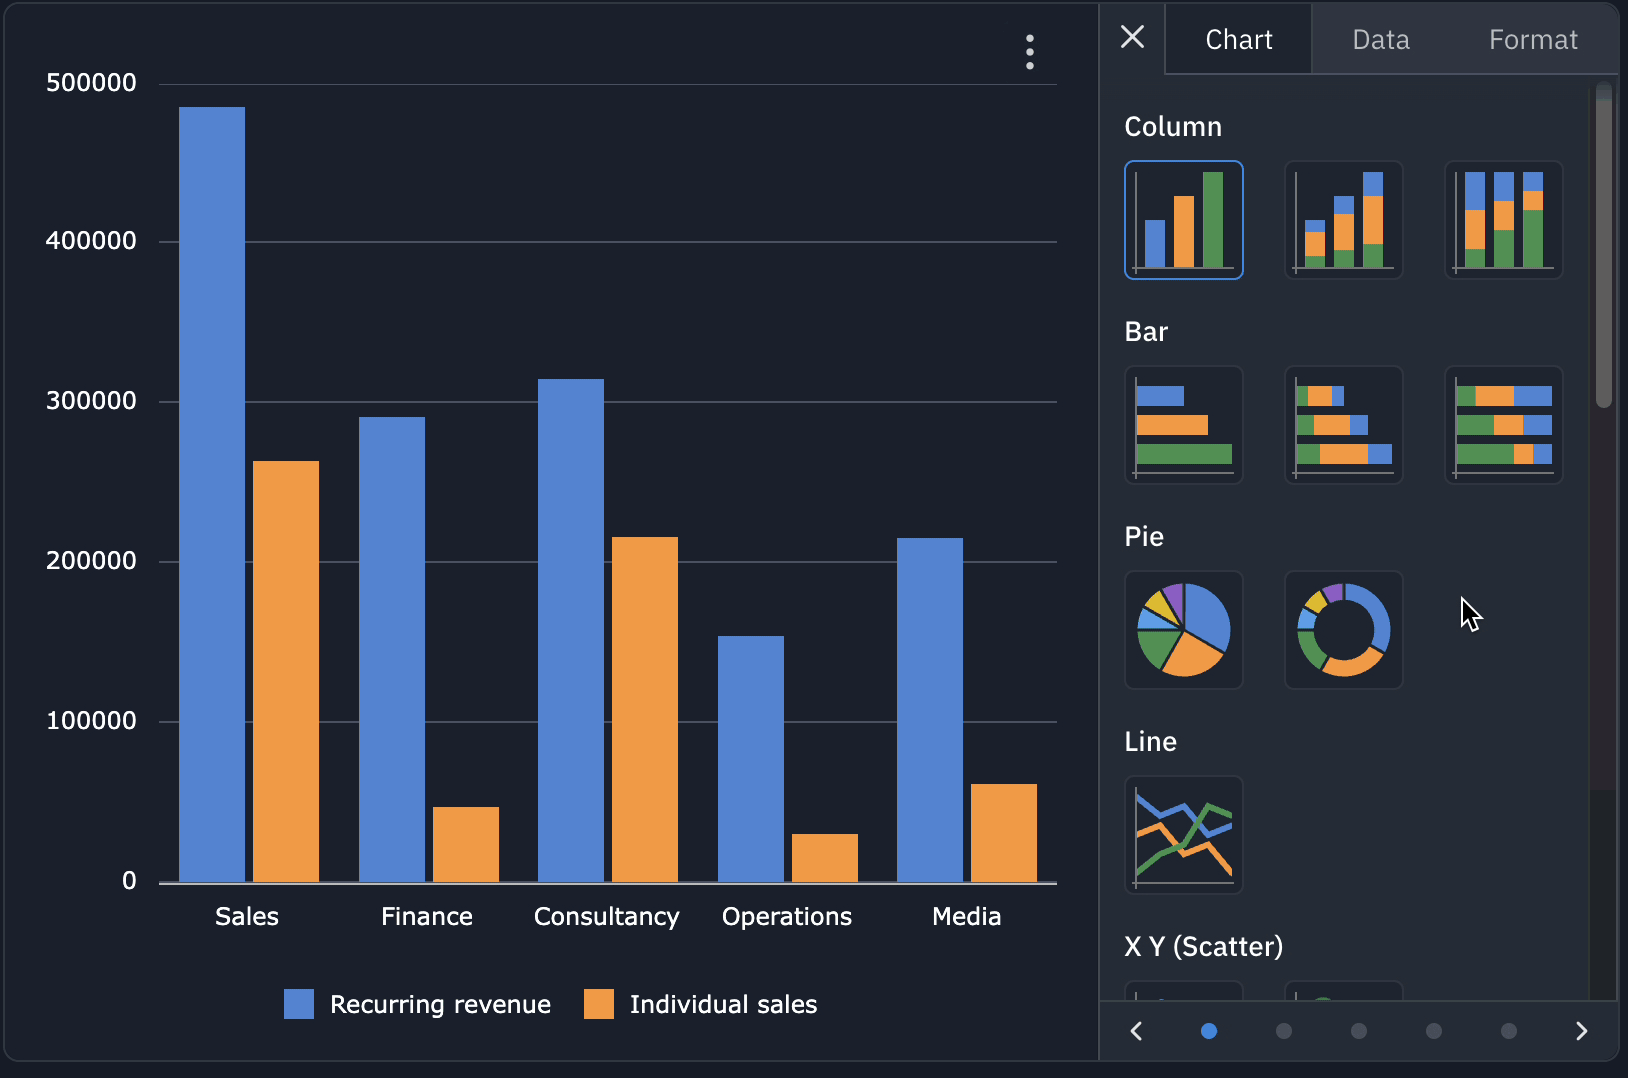 500000
400000
300000
200000
100000
0
Sales Finance Consultancy Operations Media
Recurring revenue Individual sales
Chart Data Format
Column
Bar
Pie
Line
X Y (Scatter)